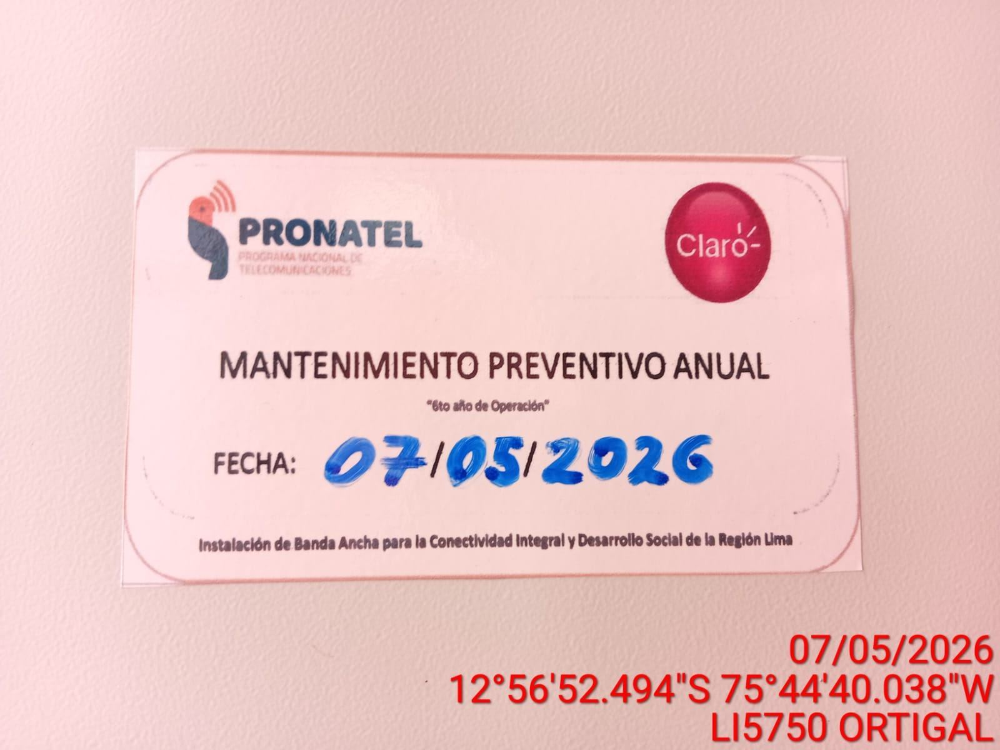 PRONATEL
PROGRAMA NACIONAL DE
TELECOMUNICACIONES
Claro
MANTENIMIENTO PREVENTIVO ANUAL
"6to año de Operación"
FECHA: 07/05/2026
Instalación de Banda Ancha para la Conectividad Integral y Desarrollo Social de la Región Lima
07/05/2026
12°56'52.494"S 75°44'40.038"W
LI5750 ORTIGAL